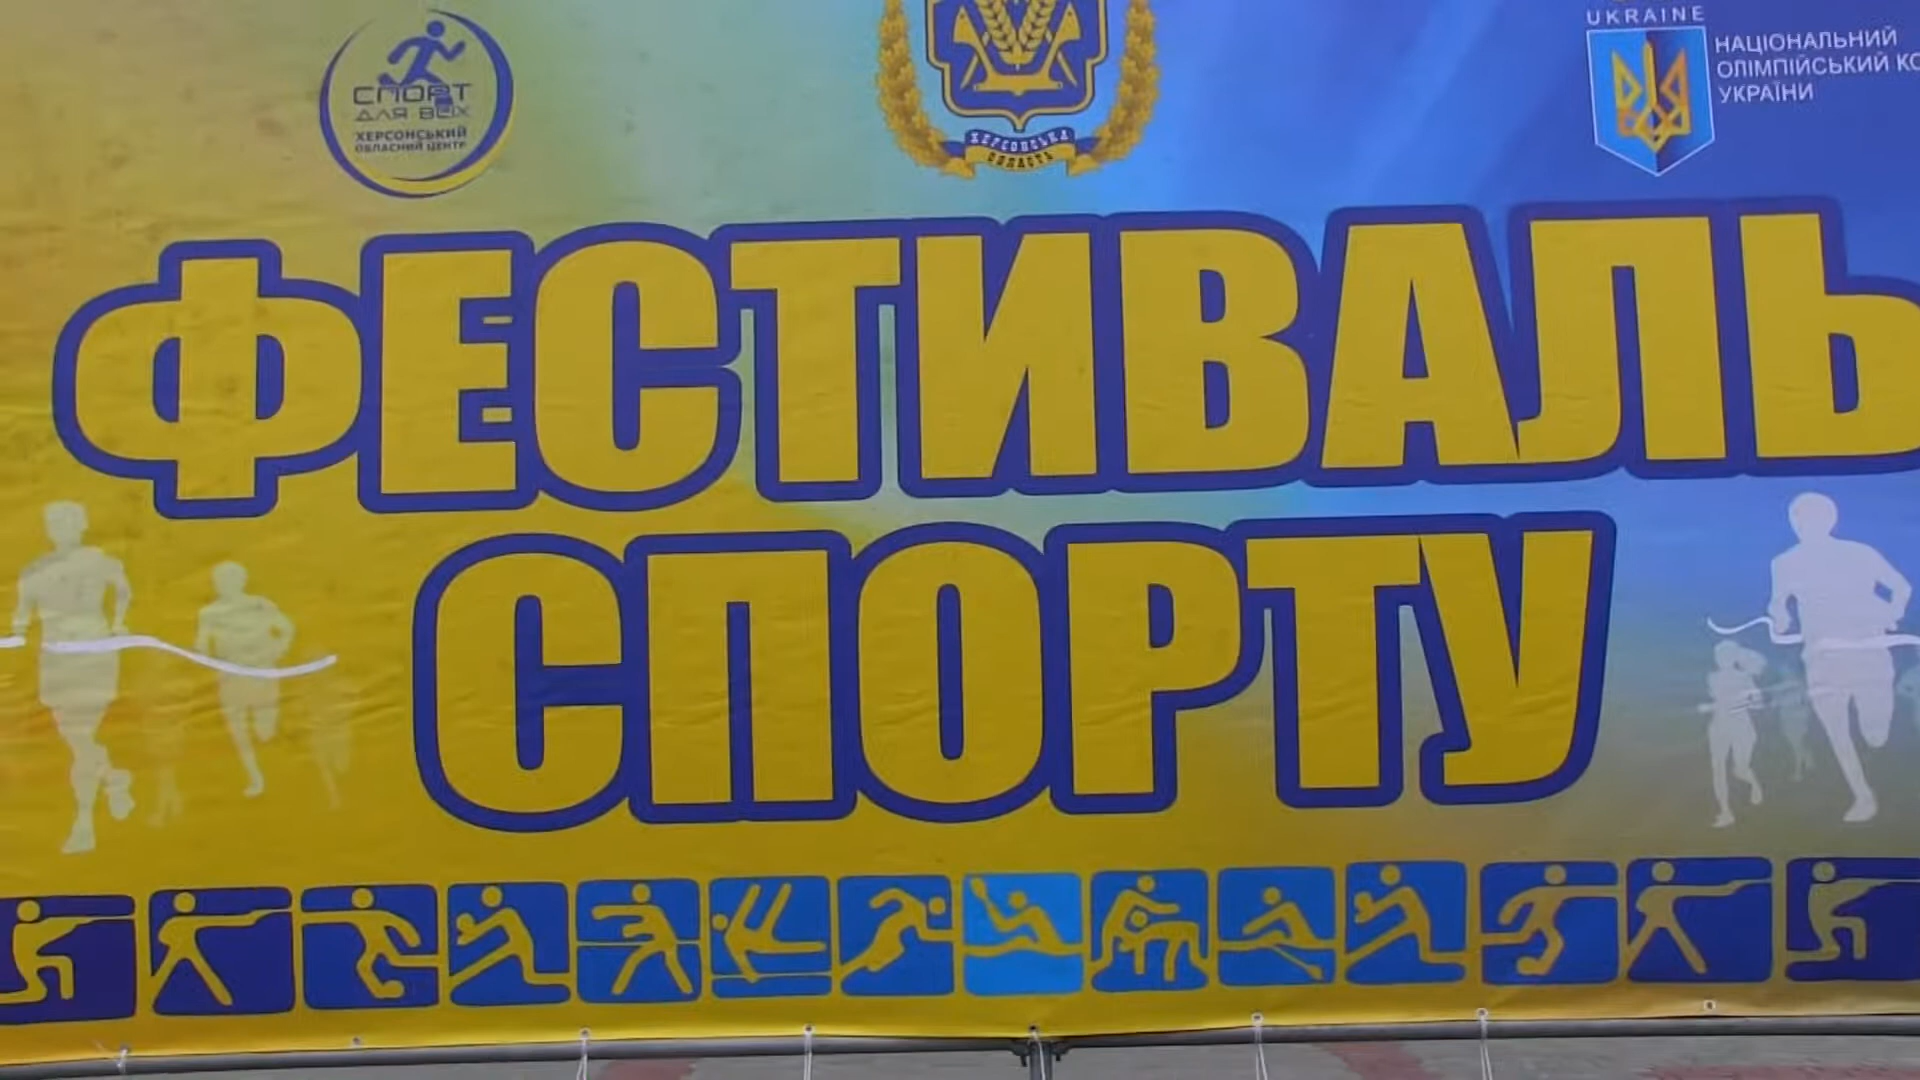 СПОРТ
ДЛЯ ВСІХ
ХЕРСОНСЬКИЙ
ОБЛАСНИЙ ЦЕНТР
ХЕРСОНСЬКА
ОБЛАСТЬ
UKRAINE
НАЦІОНАЛЬНИЙ
ОЛІМПІЙСЬКИЙ
УКРАЇНИ
ФЕСТИВАЛЬ
СПОРТУ